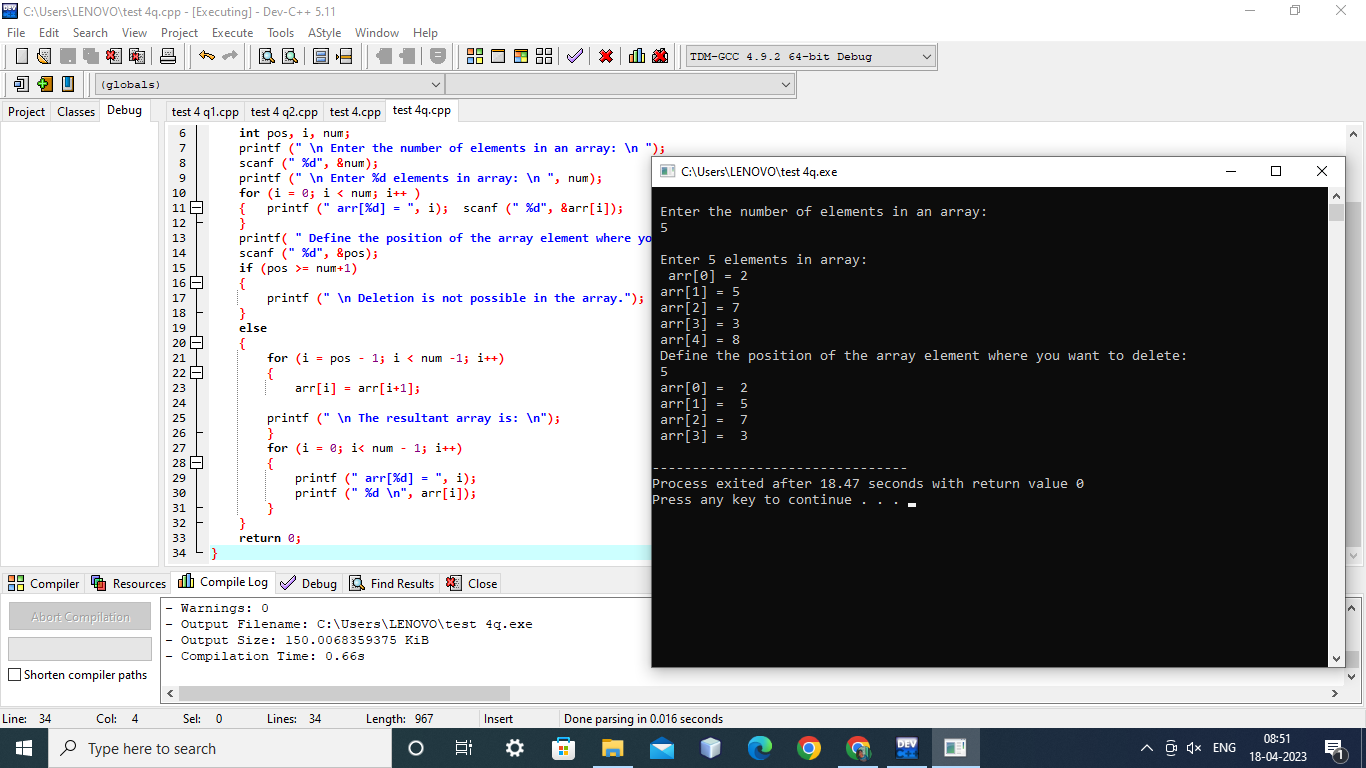 C:\Users\LENOVO\test 4q.cpp - [Executing] - Dev-C++ 5.11
File Edit Search View Project Execute Tools AStyle Window Help
TDM-GCC 4.9.2 64-bit Debug
(globals)
Project Classes Debug
test 4 q1.cpp test 4 q2.cpp test 4.cpp test 4q.cpp
6 int pos, i, num;
7 printf (" \n Enter the number of elements in an array: \n ");
8 scanf (" %d", &num);
9 printf (" \n Enter %d elements in array: \n ", num);
10 for (i = 0; i < num; i++ )
11 { printf (" arr[%d] = ", i); scanf (" %d", &arr[i]);
12 }
13 printf( " Define the position of the array element where yo
14 scanf (" %d", &pos);
15 if (pos >= num+1)
16 {
17 printf (" \n Deletion is not possible in the array.");
18 }
19 else
20 {
21 for (i = pos - 1; i < num -1; i++)
22 {
23 arr[i] = arr[i+1];
24
25 printf (" \n The resultant array is: \n");
26 }
27 for (i = 0; i< num - 1; i++)
28 {
29 printf (" arr[%d] = ", i);
30 printf (" %d \n", arr[i]);
31 }
32 }
33 return 0;
34 }
C:\Users\LENOVO\test 4q.exe
Enter the number of elements in an array:
5
Enter 5 elements in array:
arr[0] = 2
arr[1] = 5
arr[2] = 7
arr[3] = 3
arr[4] = 8
Define the position of the array element where you want to delete:
5
arr[0] =  2
arr[1] =  5
arr[2] =  7
arr[3] =  3
--------------------------------
Process exited after 18.47 seconds with return value 0
Press any key to continue . . .
Compiler Resources Compile Log Debug Find Results Close
Abort Compilation
Shorten compiler paths
- Warnings: 0
- Output Filename: C:\Users\LENOVO\test 4q.exe
- Output Size: 150.0068359375 KiB
- Compilation Time: 0.66s
Line: 34 Col: 4 Sel: 0 Lines: 34 Length: 967 Insert Done parsing in 0.016 seconds
Type here to search
DEV
ENG
08:51
18-04-2023
1